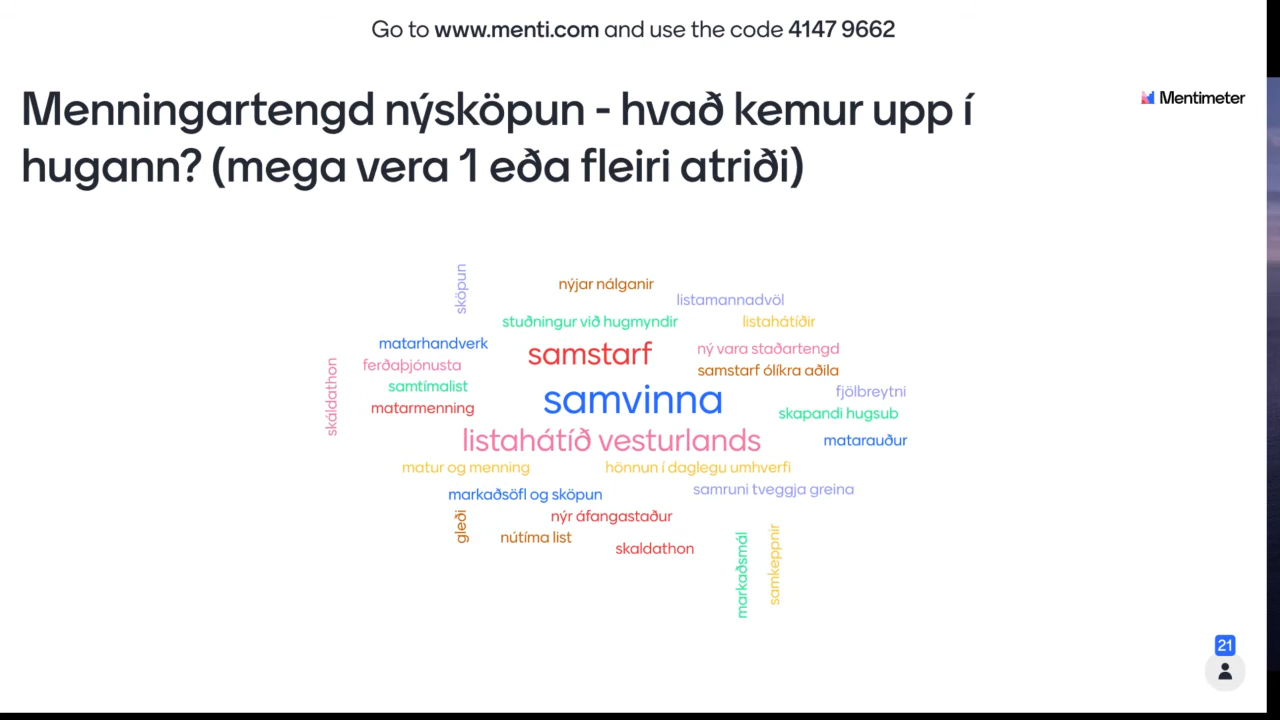 Go to www.menti.com and use the code 4147 9662
Menningartengd nýsköpun - hvað kemur upp í
hugann? (mega vera 1 eða fleiri atriði)
Mentimeter
sköpun
nýjar nálganir
listamannadvöl
stuðningur við hugmyndir
listahátíðir
matarhandverk
samstarf
ný vara staðartengd
ferðaþjónusta
samstarf ólíkra aðila
skáldathon
samtímalist
samvinna
fjölbreytni
matarmenning
skapandi hugsub
listahátíð vesturlands
matarauður
matur og menning
hönnun í daglegu umhverfi
markaðsöfl og sköpun
samruni tveggja greina
gleði
nýr áfangastaður
nútíma list
skaldathon
markaðsmál
samkeppnir
21